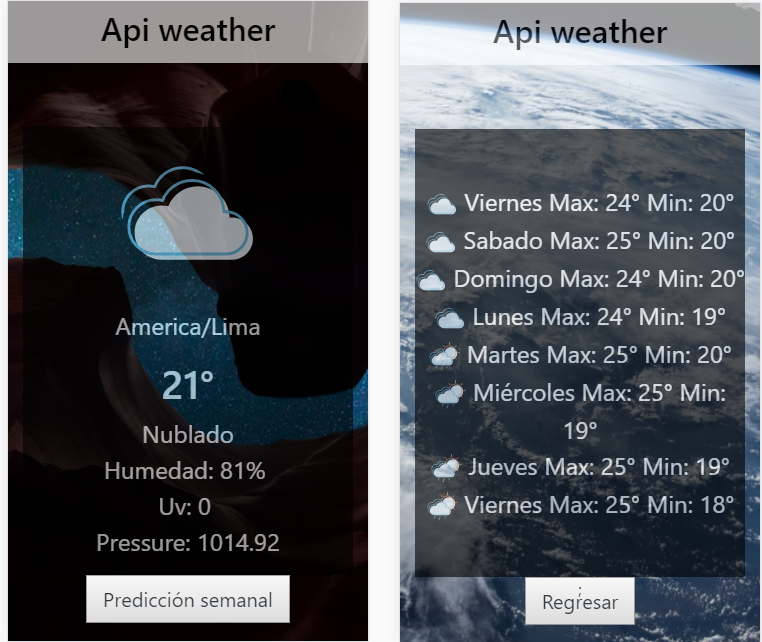 Api weather
America/Lima
21°
Nublado
Humedad: 81%
Uv: 0
Pressure: 1014.92
Predicción semanal
Api weather
Viernes Max: 24° Min: 20°
Sabado Max: 25° Min: 20°
Domingo Max: 24° Min: 20°
Lunes Max: 24° Min: 19°
Martes Max: 25° Min: 20°
Miércoles Max: 25° Min:
19°
Jueves Max: 25° Min: 19°
Viernes Max: 25° Min: 18°
Regresar